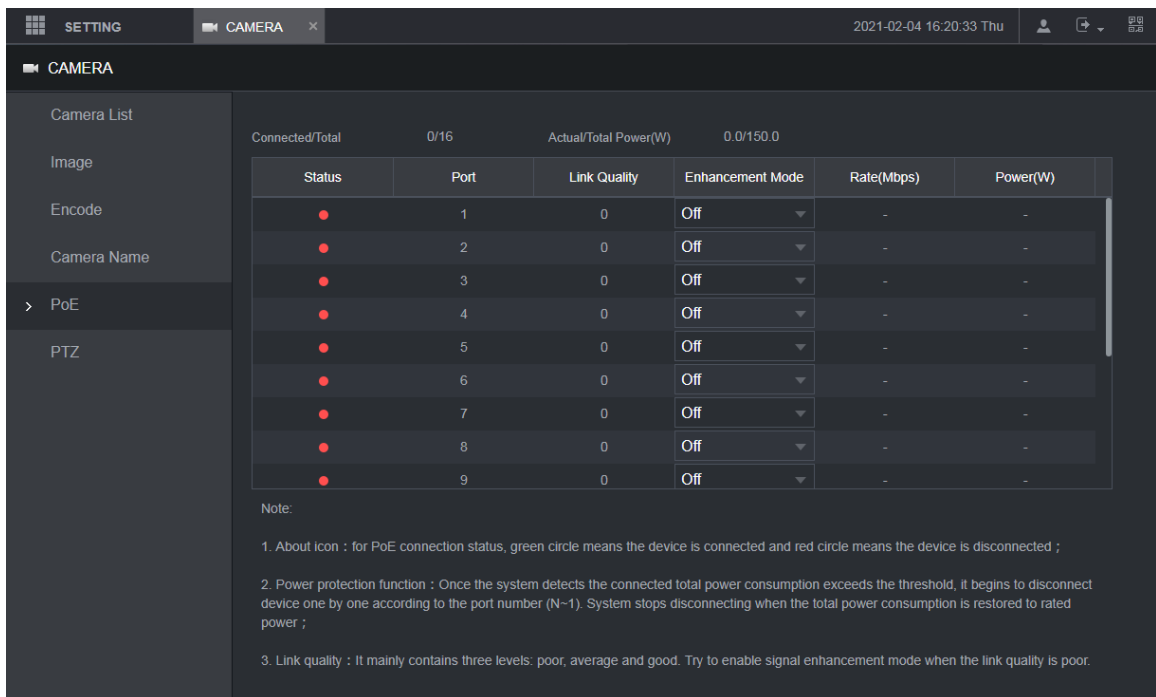 SETTING CAMERA × 2021-02-04 16:20:33 Thu
CAMERA
Camera List
Image
Encode
Camera Name
PoE
PTZ
Connected/Total 0/16 Actual/Total Power(W) 0.0/150.0
Status Port Link Quality Enhancement Mode Rate(Mbps) Power(W)
1 0 Off - -
2 0 Off - -
3 0 Off - -
4 0 Off - -
5 0 Off - -
6 0 Off - -
7 0 Off - -
8 0 Off - -
9 0 Off - -
Note:
1. About icon：for PoE connection status, green circle means the device is connected and red circle means the device is disconnected；
2. Power protection function：Once the system detects the connected total power consumption exceeds the threshold, it begins to disconnect
device one by one according to the port number (N~1). System stops disconnecting when the total power consumption is restored to rated
power；
3. Link quality：It mainly contains three levels: poor, average and good. Try to enable signal enhancement mode when the link quality is poor.